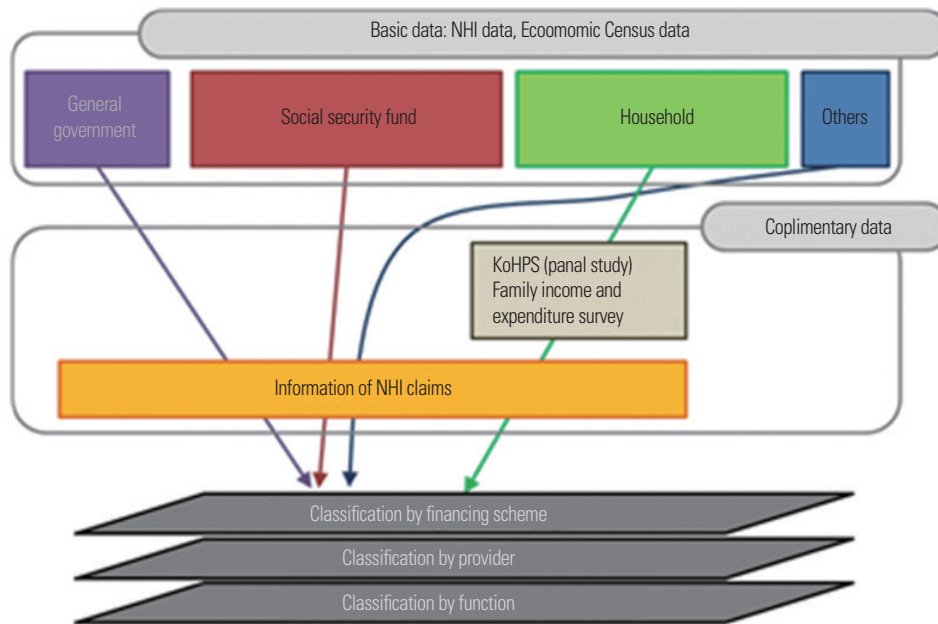 Basic data: NHI data, Ecoomomic Census data
General
government
Social security fund
Household
Others
Coplimentary data
KoHPS (panal study)
Family income and
expenditure survey
Information of NHI claims
Classification by financing scheme
Classification by provider
Classification by function